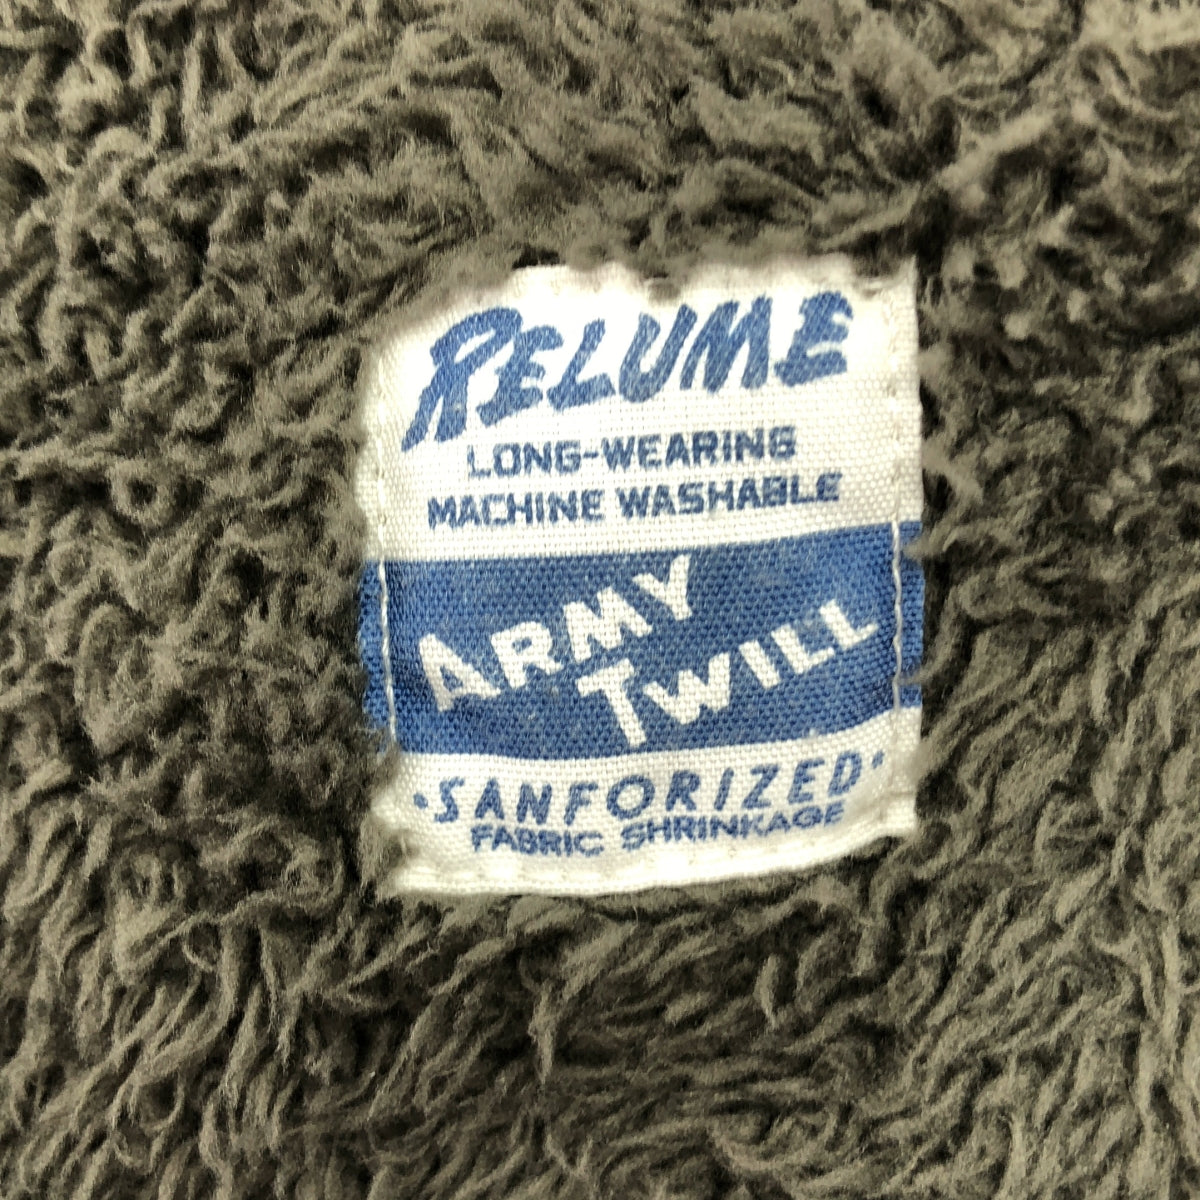 RELUME
LONG-WEARING
MACHINE WASHABLE
ARMY
TWILL
·SANFORIZED·
FABRIC SHRINKAGE